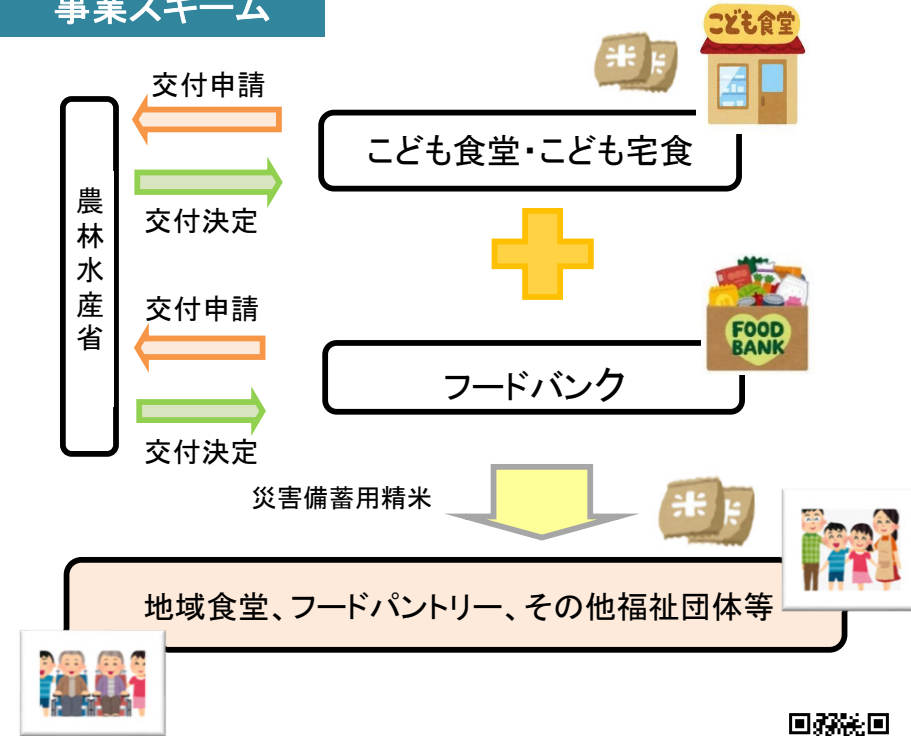 事業スキーム
こども食堂
米
米
交付申請
こども食堂・こども宅食
農林水産省
交付決定
交付申請
FOOD
BANK
フードバンク
交付決定
災害備蓄用精米
米
米
地域食堂、フードパントリー、その他福祉団体等